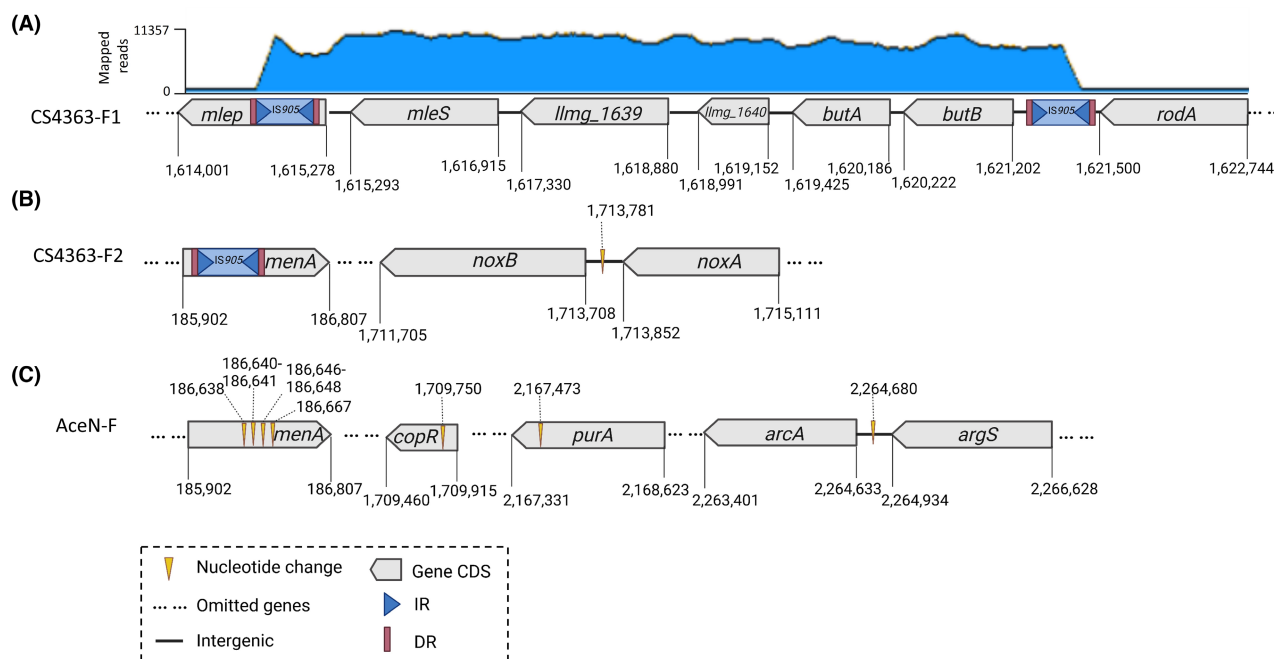 (A)
11357
Mapped
reads
0
CS4363-F1
mlep IS905 mleS llmg_1639 llmg_1640 butA butB IS905 rodA
1,614,001 1,615,278 1,616,915 1,618,880 1,619,152 1,620,186 1,621,202 1,621,500 1,622,744
1,615,293 1,617,330 1,618,991 1,619,425 1,620,222
(B)
1,713,781
CS4363-F2
IS905 menA noxB noxA
185,902 186,807 1,713,708 1,715,111
1,711,705 1,713,852
(C)
186,640-
186,641
186,646-
186,648
186,638 186,667 1,709,750 2,167,473 2,264,680
AceN-F
menA copR purA arcA argS
185,902 186,807 1,709,915 2,168,623 2,264,633 2,266,628
1,709,460 2,167,331 2,263,401 2,264,934
Nucleotide change Gene CDS
Omitted genes IR
Intergenic DR